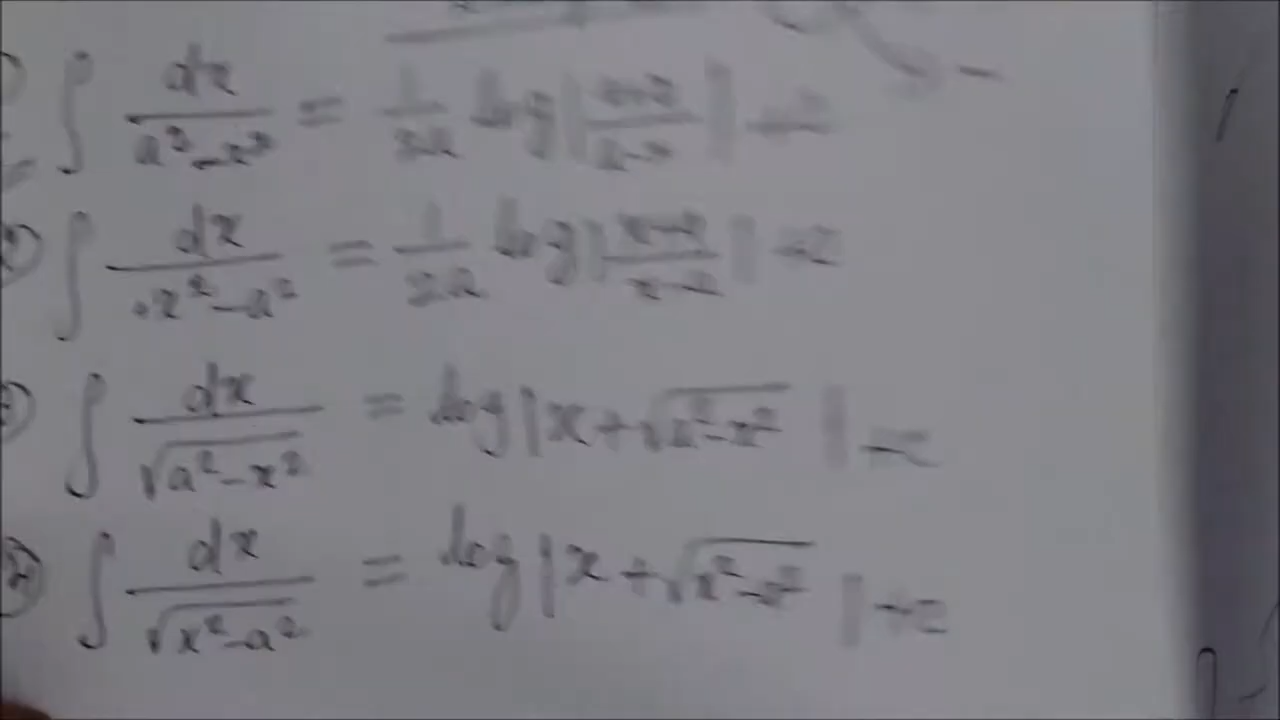 ∫ dx / a² - x² = 1/2a log | a+x / a-x | + c
∫ dx / x² - a² = 1/2a log | x-a / x-a | + c
∫ dx / √a² - x² = log | x + √a² - x² | + c
∫ dx / √x² - a² = log | x + √x² - a² | + c